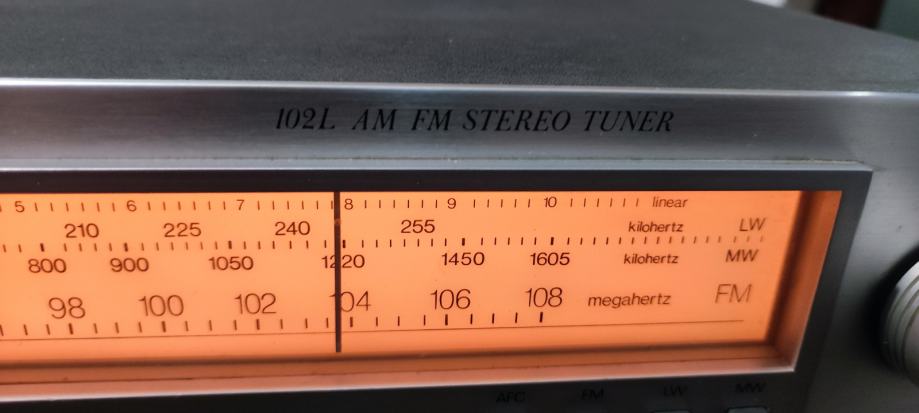 102L AM FM STEREO TUNER
5 6 7 8 9 10 linear
210 225 240 255 kilohertz LW
800 900 1050 1220 1450 1605 kilohertz MW
98 100 102 104 106 108 megahertz FM
AFC FM LW MW